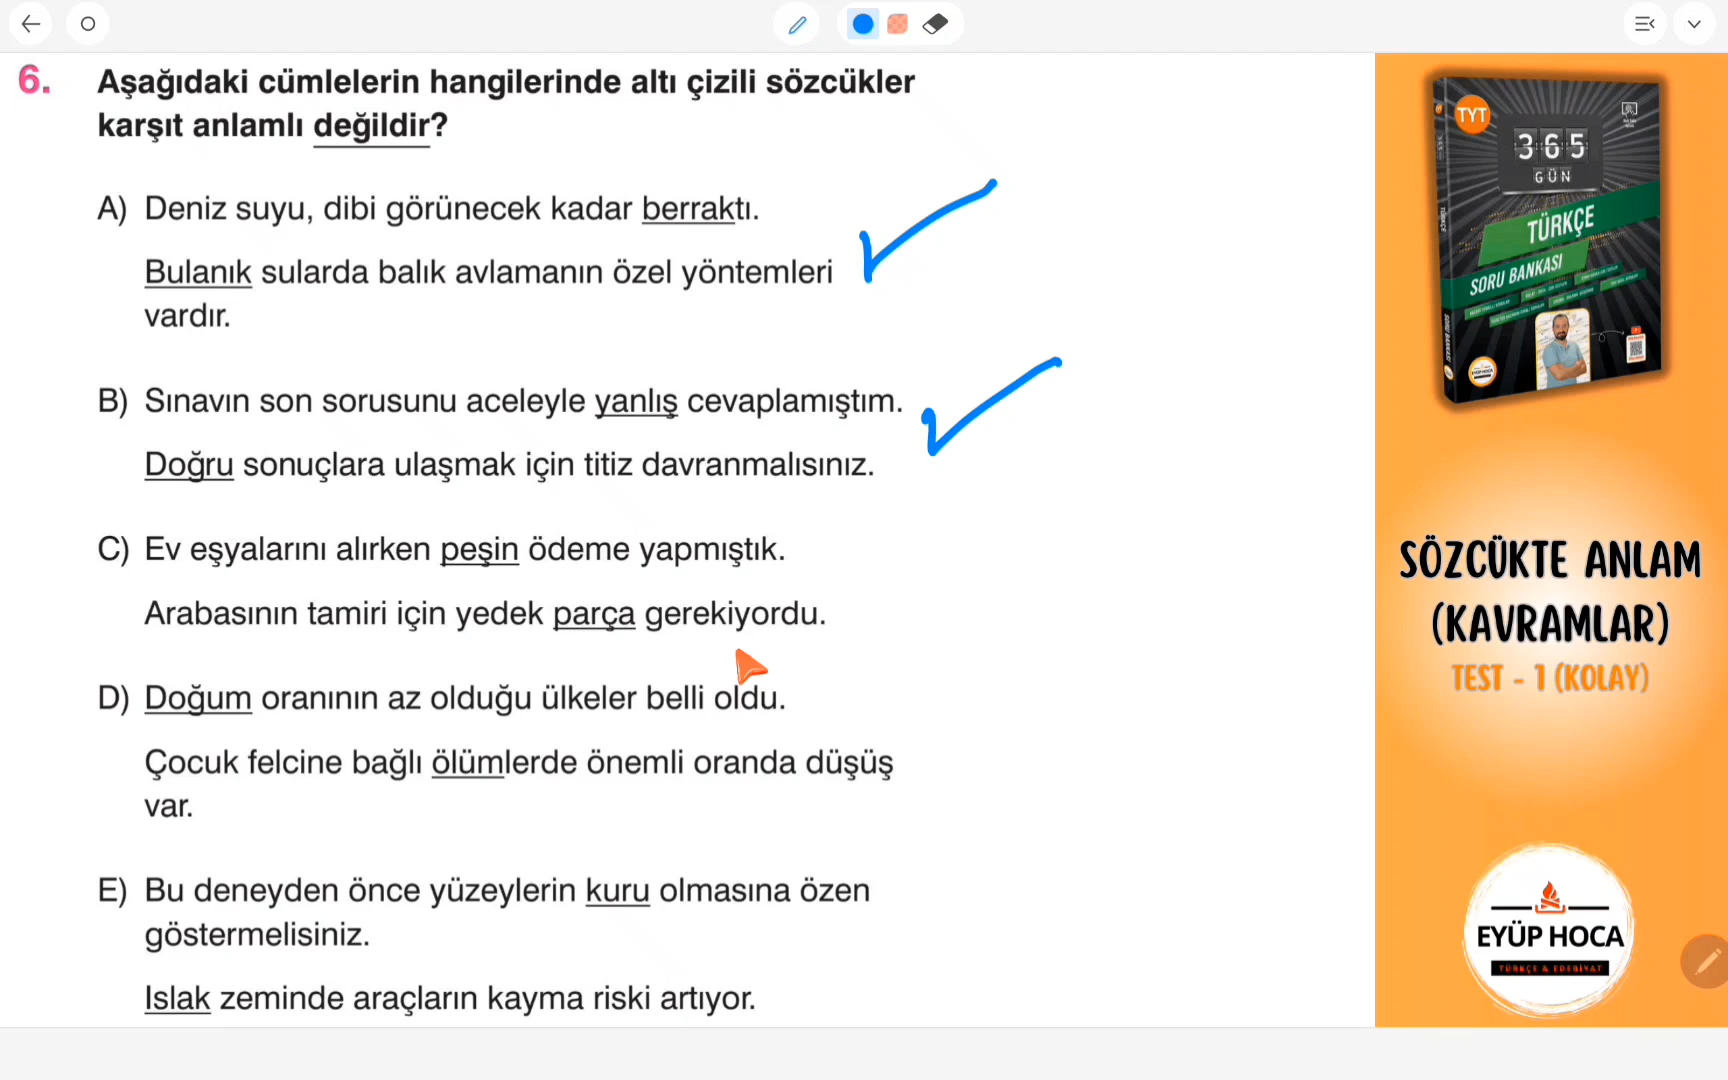 6. Aşağıdaki cümlelerin hangilerinde altı çizili sözcükler
karşıt anlamlı değildir?
A) Deniz suyu, dibi görünecek kadar berraktı.
Bulanık sularda balık avlamanın özel yöntemleri
vardır.
B) Sınavın son sorusunu aceleyle yanlış cevaplamıştım.
Doğru sonuçlara ulaşmak için titiz davranmalısınız.
C) Ev eşyalarını alırken peşin ödeme yapmıştık.
Arabasının tamiri için yedek parça gerekiyordu.
D) Doğum oranının az olduğu ülkeler belli oldu.
Çocuk felcine bağlı ölümlerde önemli oranda düşüş
var.
E) Bu deneyden önce yüzeylerin kuru olmasına özen
göstermelisiniz.
Islak zeminde araçların kayma riski artıyor.
TYT
365
GÜN
TÜRKÇE
SORU BANKASI
SÖZCÜKTE ANLAM
(KAVRAMLAR)
TEST - 1 (KOLAY)
EYÜP HOCA
TÜRKÇE & EDEBİYAT